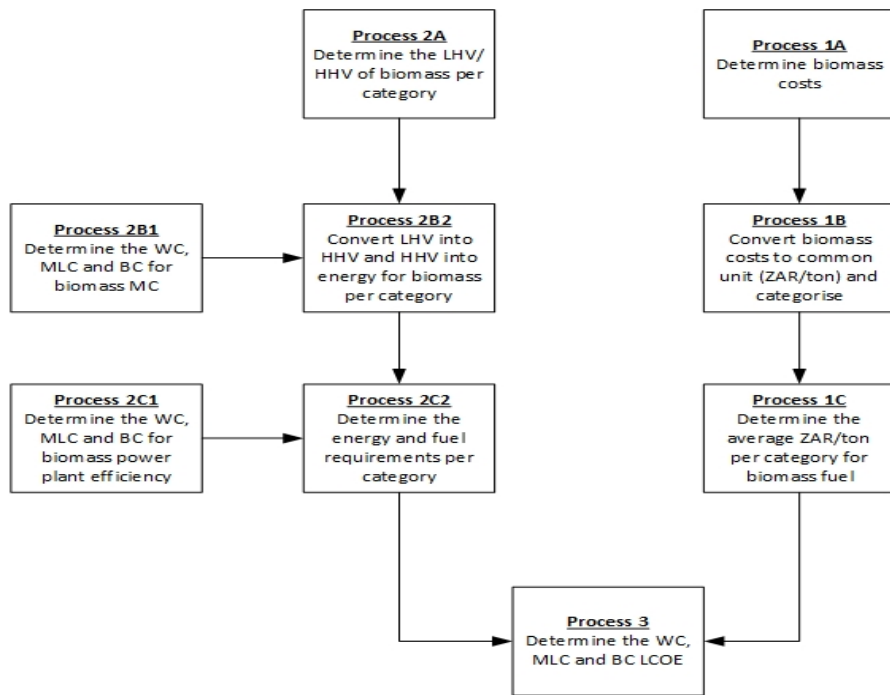 Process 2A
Determine the LHV/
HHV of biomass per
category
Process 1A
Determine biomass
costs
Process 2B1
Determine the WC,
MLC and BC for
biomass MC
Process 2B2
Convert LHV into
HHV and HHV into
energy for biomass
per category
Process 1B
Convert biomass
costs to common
unit (ZAR/ton) and
categorise
Process 2C1
Determine the WC,
MLC and BC for
biomass power
plant efficiency
Process 2C2
Determine the
energy and fuel
requirements per
category
Process 1C
Determine the
average ZAR/ton
per category for
biomass fuel
Process 3
Determine the WC,
MLC and BC LCOE